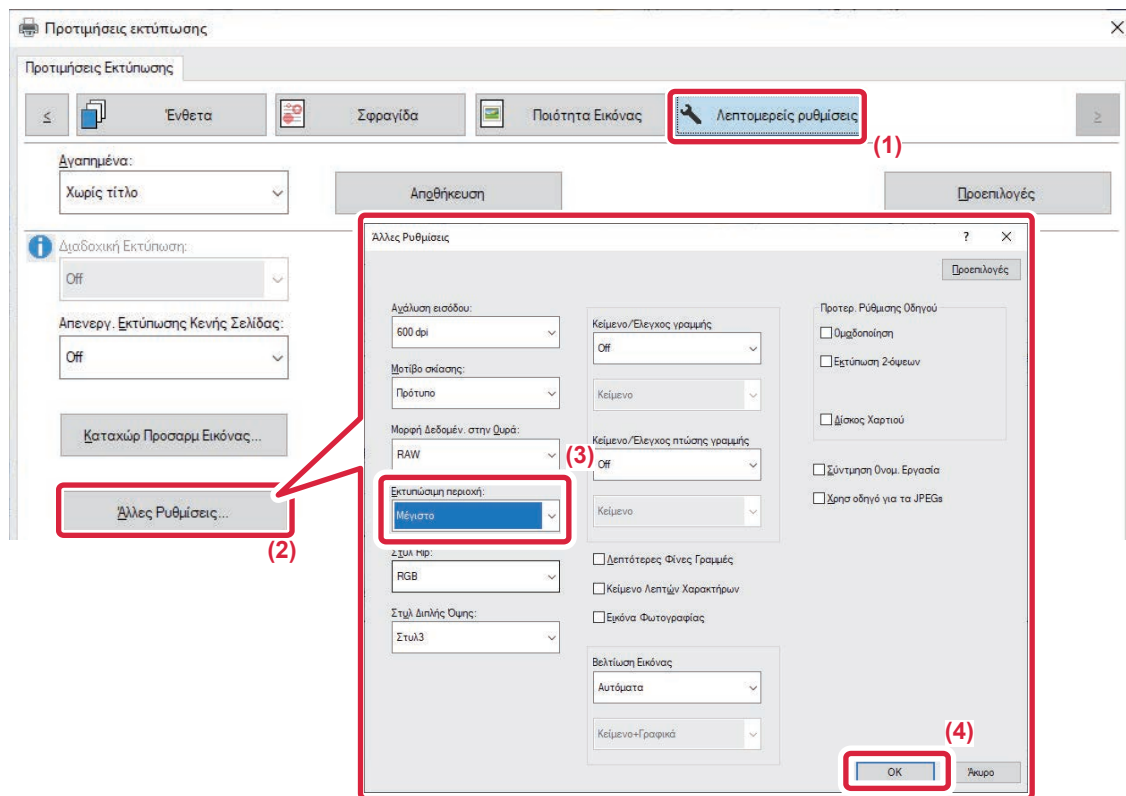 Προτιμήσεις εκτύπωσης
Προτιμήσεις Εκτύπωσης
Ένθετα
Σφραγίδα
Ποιότητα Εικόνας
Λεπτομερείς ρυθμίσεις
(1)
Αγαπημένα:
Χωρίς τίτλο
Αποθήκευση
Προεπιλογές
Διαδοχική Εκτύπωση:
Off
Απενεργ. Εκτύπωσης Κενής Σελίδας:
Off
Καταχώρ Προσαρμ Εικόνας...
Άλλες Ρυθμίσεις...
(2)
Άλλες Ρυθμίσεις
?
Προεπιλογές
Ανάλυση εισόδου:
600 dpi
Μοτίβο σκίασης:
Πρότυπο
Μορφή Δεδομέν. στην Ουρά:
RAW
(3)
Εκτυπώσιμη περιοχή:
Μέγιστο
Στυλ Rip:
RGB
Στυλ Διπλής Όψης:
Στυλ3
Κείμενο/Έλεγχος γραμμής
Off
Κείμενο
Κείμενο/Έλεγχος πτώσης γραμμής
Off
Κείμενο
Λεπτότερες Φίνες Γραμμές
Κείμενο Λεπτών Χαρακτήρων
Εικόνα Φωτογραφίας
Βελτίωση Εικόνας
Αυτόματα
Κείμενο+Γραφικά
Προτερ. Ρύθμισης Οδηγού
Ομαδοποίηση
Εκτύπωση 2-όψεων
Δίσκος Χαρτιού
Σύντμηση Ονομ. Εργασία
Χρησ οδηγό για τα JPEGs
(4)
OK
Άκυρο